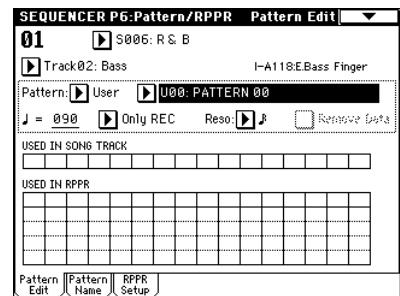 SEQUENCER P6:Pattern/RPPR Pattern Edit
01 S006: R & B
Track02: Bass I-A118:E.Bass Finger
Pattern: User U00: PATTERN 00
♩ = 090 Only REC Reso: ♪ Remove Data
USED IN SONG TRACK
USED IN RPPR
Pattern Edit Pattern Name RPPR Setup